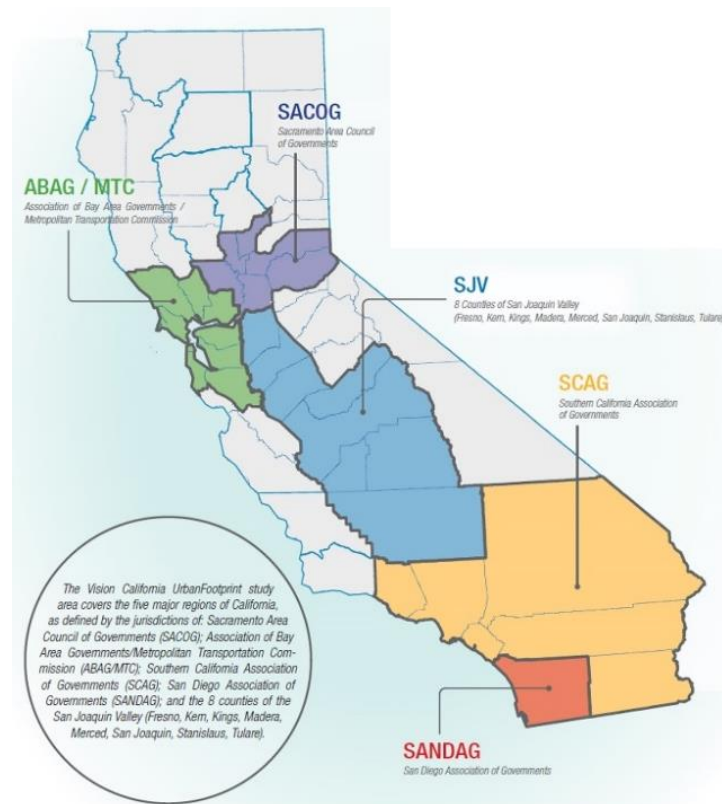 SACOG
Sacramento Area Council
of Governments
ABAG / MTC
Association of Bay Area Governments /
Metropolitan Transportation Commission
SJV
8 Counties of San Joaquin Valley
(Fresno, Kern, Kings, Madera, Merced, San Joaquin, Stanislaus, Tulare)
SCAG
Southern California Association
of Governments
The Vision California UrbanFootprint study
area covers the five major regions of California,
as defined by the jurisdictions of: Sacramento Area
Council of Governments (SACOG); Association of Bay
Area Governments/Metropolitan Transportation Com-
mission (ABAG/MTC); Southern California Association
of Governments (SCAG); San Diego Association of
Governments (SANDAG); and the 8 counties of the
San Joaquin Valley (Fresno, Kern, Kings, Madera,
Merced, San Joaquin, Stanislaus, Tulare).
SANDAG
San Diego Association of Governments